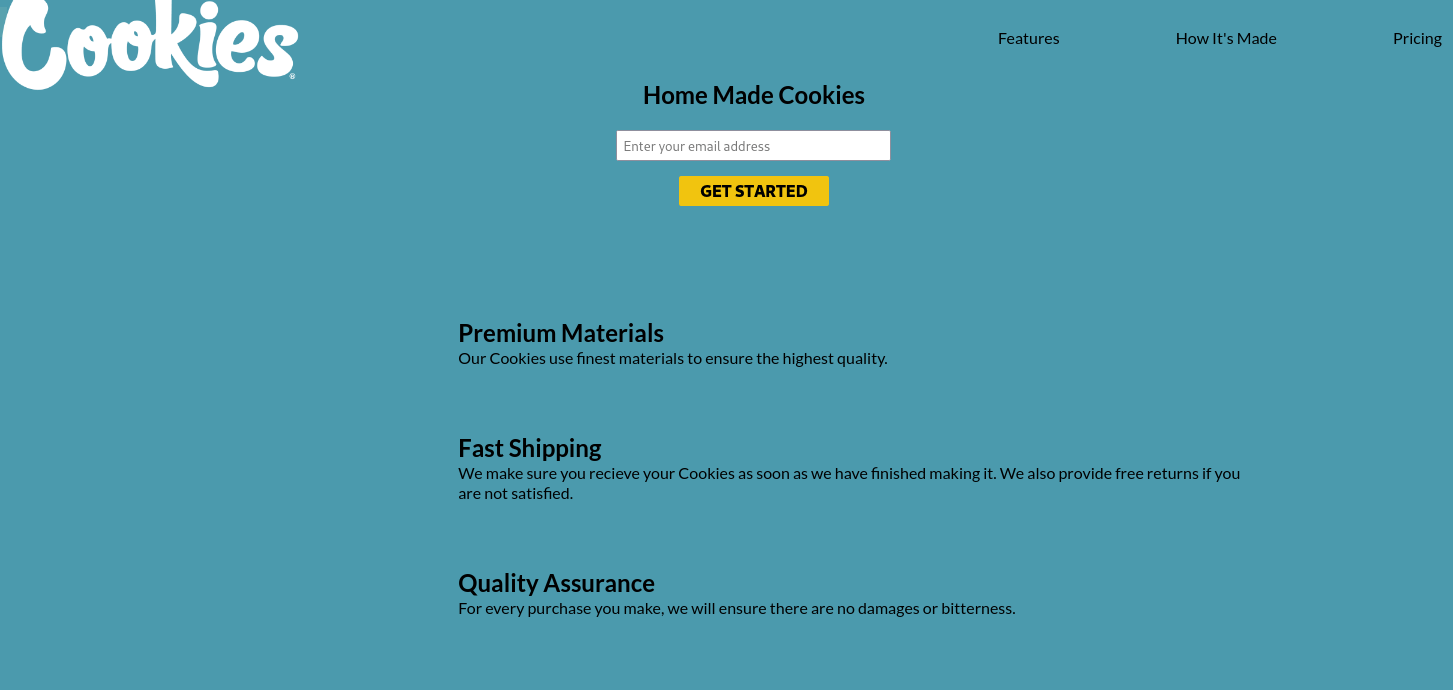 Cookies®
Features
How It's Made
Pricing
Home Made Cookies
Enter your email address
GET STARTED
Premium Materials
Our Cookies use finest materials to ensure the highest quality.
Fast Shipping
We make sure you recieve your Cookies as soon as we have finished making it. We also provide free returns if you
are not satisfied.
Quality Assurance
For every purchase you make, we will ensure there are no damages or bitterness.